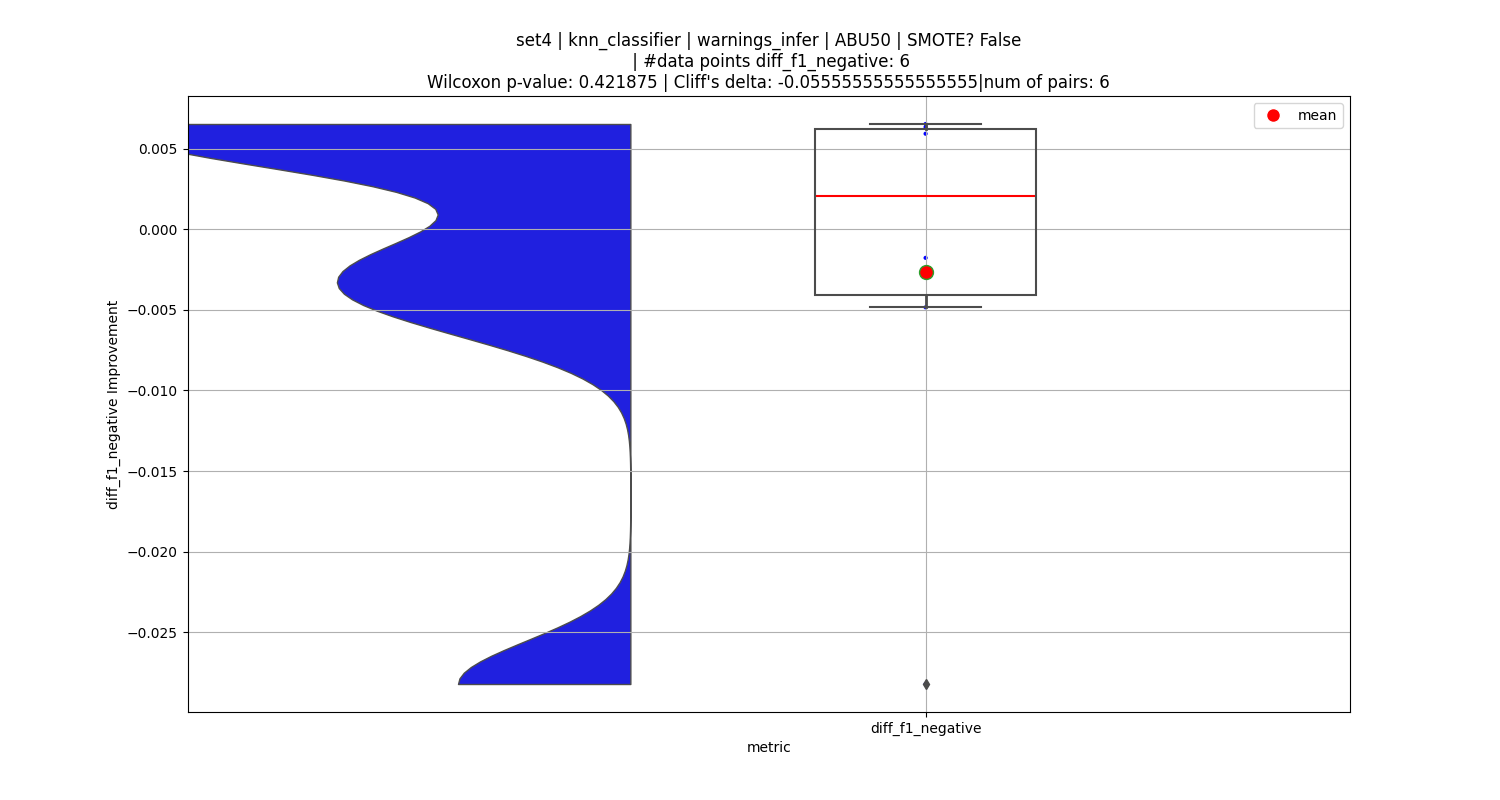 set4 | knn_classifier | warnings_infer | ABU50 | SMOTE? False
| #data points diff_f1_negative: 6
Wilcoxon p-value: 0.421875 | Cliff's delta: -0.05555555555555555|num of pairs: 6
mean
0.005
0.000
−0.005
−0.010
−0.015
−0.020
−0.025
diff_f1_negative Improvement
diff_f1_negative
metric